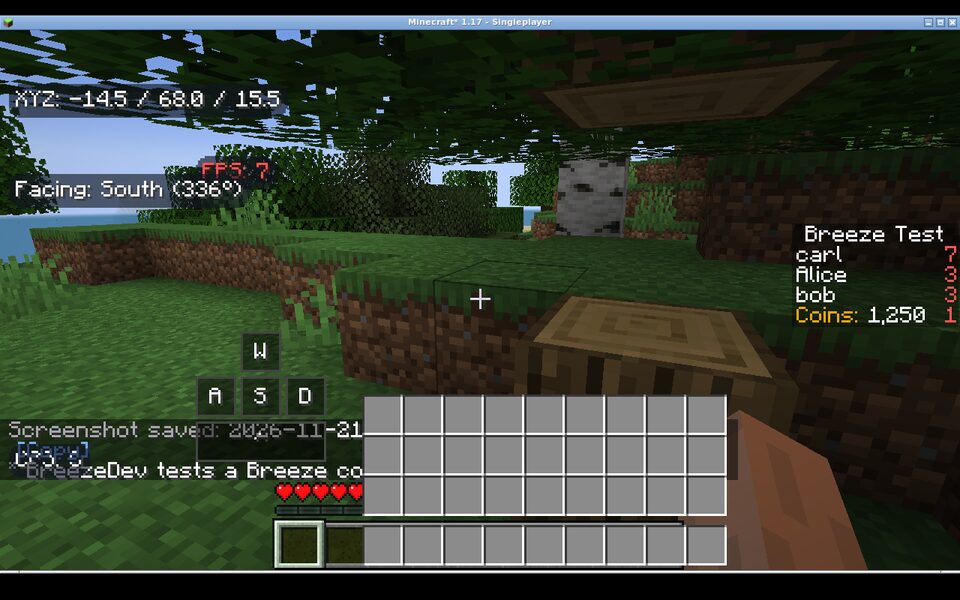 Minecraft* 1.17 - Singleplayer
XYZ: -14.5 / 68.0 / 15.5
FPS: 7
Facing: South (336°)
Breeze Test
carl 7
Alice 3
bob 3
Coins: 1,250 1
W
A S D
Screenshot saved: 2026-11-21
[Copy]
* BreezeDev tests a Breeze co